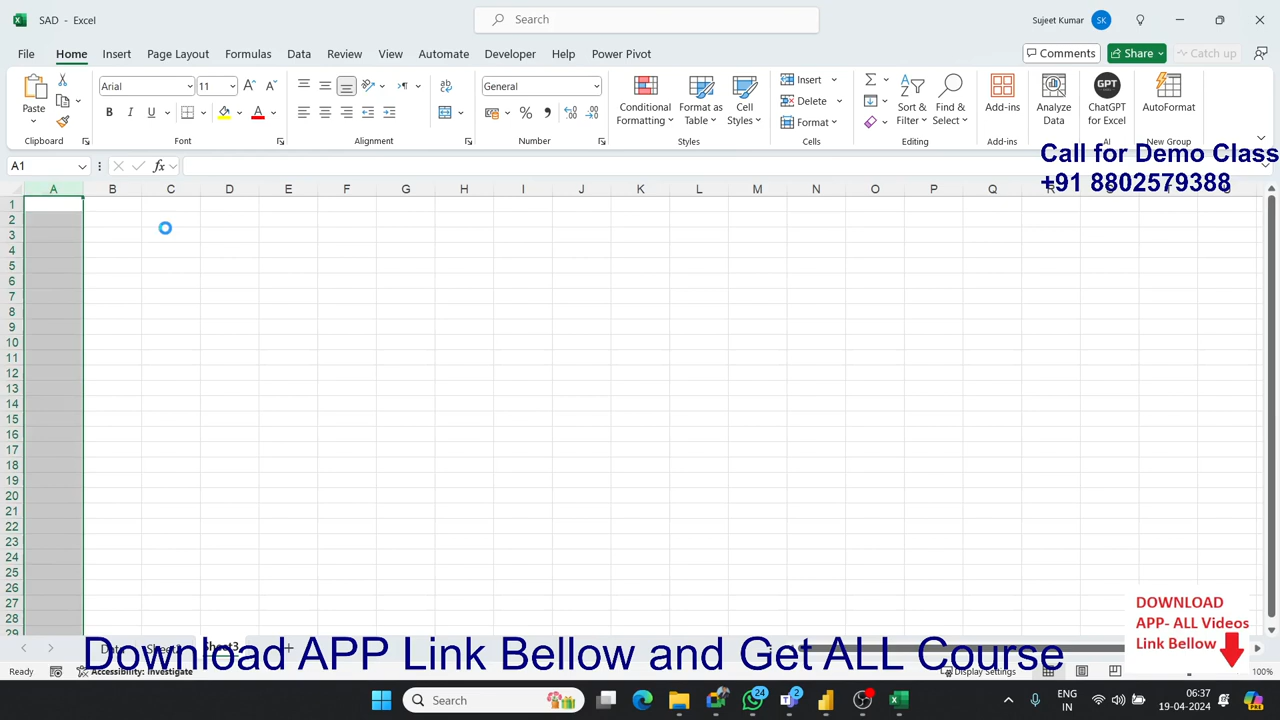 SAD - Excel
Search
Sujeet Kumar
SK
File
Home
Insert
Page Layout
Formulas
Data
Review
View
Automate
Developer
Help
Power Pivot
Comments
Share
Catch up
Paste
Clipboard
Arial
11
B
I
U
Font
Alignment
General
Number
Conditional
Formatting
Format as
Table
Cell
Styles
Styles
Insert
Delete
Format
Cells
Sort &
Filter
Find &
Select
Editing
Add-ins
Add-ins
Analyze
Data
GPT
ChatGPT
for Excel
AI
AutoFormat
New Group
Call for Demo Class
+91 8802579388
A1
fx
A B C D E F G H I J K L M N O P Q
1
2
3
4
5
6
7
8
9
10
11
12
13
14
15
16
17
18
19
20
21
22
23
24
25
26
27
28
29
DOWNLOAD
APP- ALL Videos
Link Bellow
Sheet3
Download APP Link Bellow and Get ALL Course
Ready
Accessibility: Investigate
Display Settings
100%
Search
24
2
ENG
IN
06:37
19-04-2024